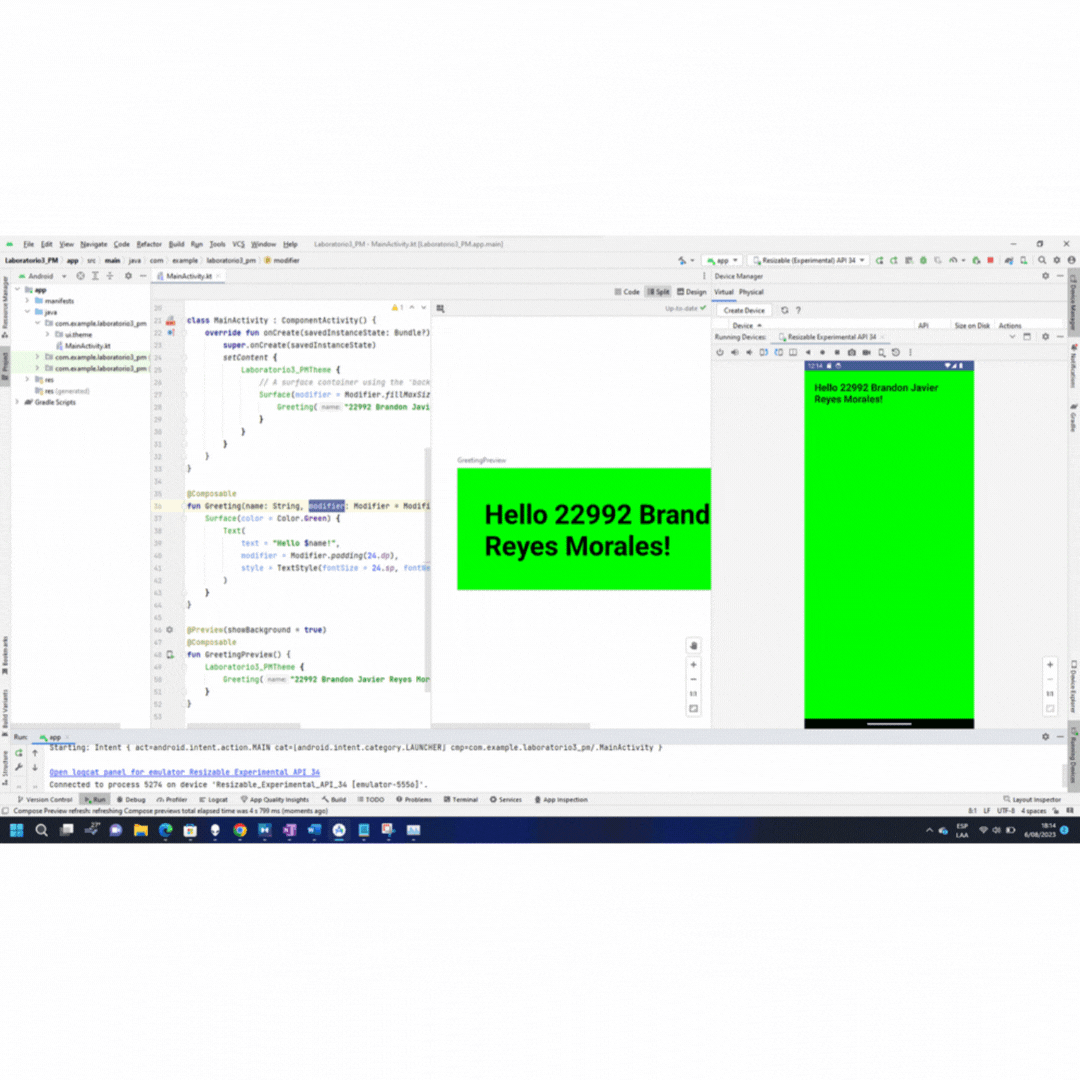 File Edit View Navigate Code Refactor Build Run Tools VCS Window Help Laboratorio3_PM - MainActivity.kt [Laboratorio3_PM.app.main]
Laboratorio3_PM app src main java com example laboratorio3_pm modifier
app Resizable (Experimental) API 34
Android
MainActivity.kt
Device Manager
Code Split Design
Virtual Physical
app
manifests
java
com.example.laboratorio3_pm
ui.theme
MainActivity.kt
com.example.laboratorio3_pm
com.example.laboratorio3_pm
res
res (generated)
Gradle Scripts
Resource Manager
Project
Bookmarks
Build Variants
Structure
20 1
21 class MainActivity : ComponentActivity() {
22 override fun onCreate(savedInstanceState: Bundle?)
23 super.onCreate(savedInstanceState)
24 setContent {
25 Laboratorio3_PMTheme {
26 // A surface container using the 'back
27 Surface(modifier = Modifier.fillMaxSiz
28 Greeting( name: "22992 Brandon Javi
29 }
30 }
31 }
32 }
33 }
34
35 @Composable
36 fun Greeting(name: String, modifier: Modifier = Modifi
37 Surface(color = Color.Green) {
38 Text(
39 text = "Hello $name!",
40 modifier = Modifier.padding(24.dp),
41 style = TextStyle(fontSize = 24.sp, fontWe
42 )
43 }
44 }
45
46 @Preview(showBackground = true)
47 @Composable
48 fun GreetingPreview() {
49 Laboratorio3_PMTheme {
50 Greeting( name: "22992 Brandon Javier Reyes Mor
51 }
52 }
53
Up-to-date
GreetingPreview
Hello 22992 Brand
Reyes Morales!
1:1
Create Device ?
Device API Size on Disk Actions
Running Devices: Resizable Experimental API 34
12:14
Hello 22992 Brandon Javier
Reyes Morales!
1:1
Device Manager
Notifications
Gradle
Device Explorer
Running Devices
Run: app
Starting: Intent { act=android.intent.action.MAIN cat=[android.intent.category.LAUNCHER] cmp=com.example.laboratorio3_pm/.MainActivity }
Open logcat panel for emulator Resizable Experimental API 34
Connected to process 5274 on device 'Resizable_Experimental_API_34 [emulator-5556]'.
Version Control Run Debug Profiler Logcat App Quality Insights Build TODO Problems Terminal Services App Inspection Layout Inspector
Compose Preview refresh: refreshing Compose previews total elapsed time was 4 s 799 ms (moments ago) 8:1 LF UTF-8 4 spaces
27°
ESP
LAA
18:14
6/08/2023